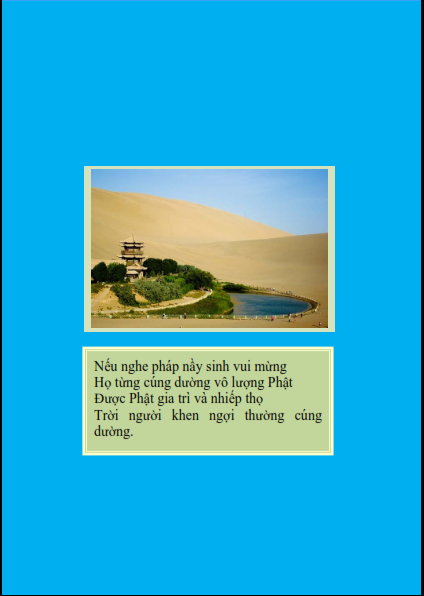 Nếu nghe pháp nầy sinh vui mừng
Họ từng cúng dường vô lượng Phật
Được Phật gia trì và nhiếp thọ
Trời người khen ngợi thường cúng
dường.